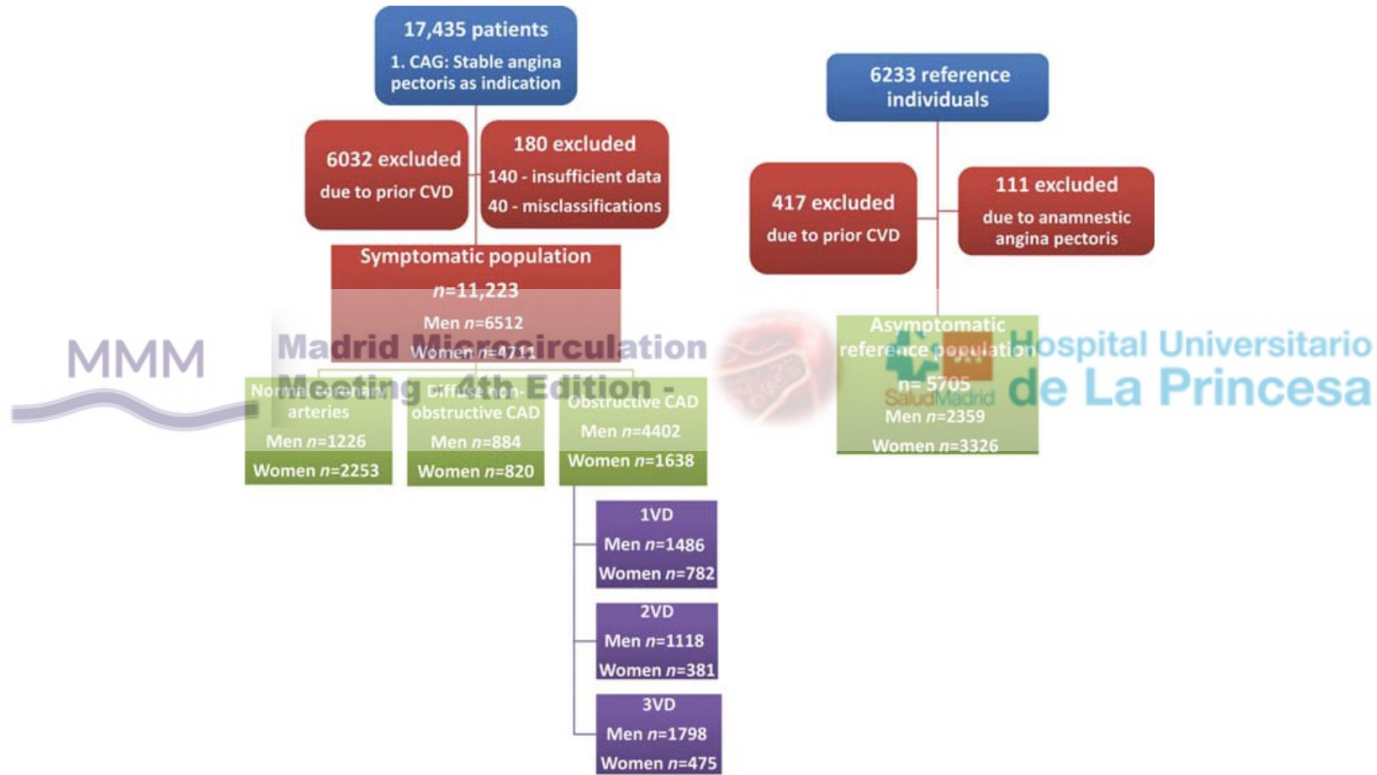 17,435 patients
1. CAG: Stable angina
pectoris as indication
6032 excluded
due to prior CVD
180 excluded
140 - insufficient data
40 - misclassifications
Symptomatic population
n=11,223
Men n=6512
Women n=4711
Normal coronary
arteries
Men n=1226
Women n=2253
Diffuse non-
obstructive CAD
Men n=884
Women n=820
Obstructive CAD
Men n=4402
Women n=1638
1VD
Men n=1486
Women n=782
2VD
Men n=1118
Women n=381
3VD
Men n=1798
Women n=475
6233 reference
individuals
417 excluded
due to prior CVD
111 excluded
due to anamnestic
angina pectoris
Asymptomatic
reference population
n= 5705
Men n=2359
Women n=3326
MMM
Madrid Microcirculation
Meeting - 4th Edition -
SaludMadrid
Hospital Universitario
de La Princesa